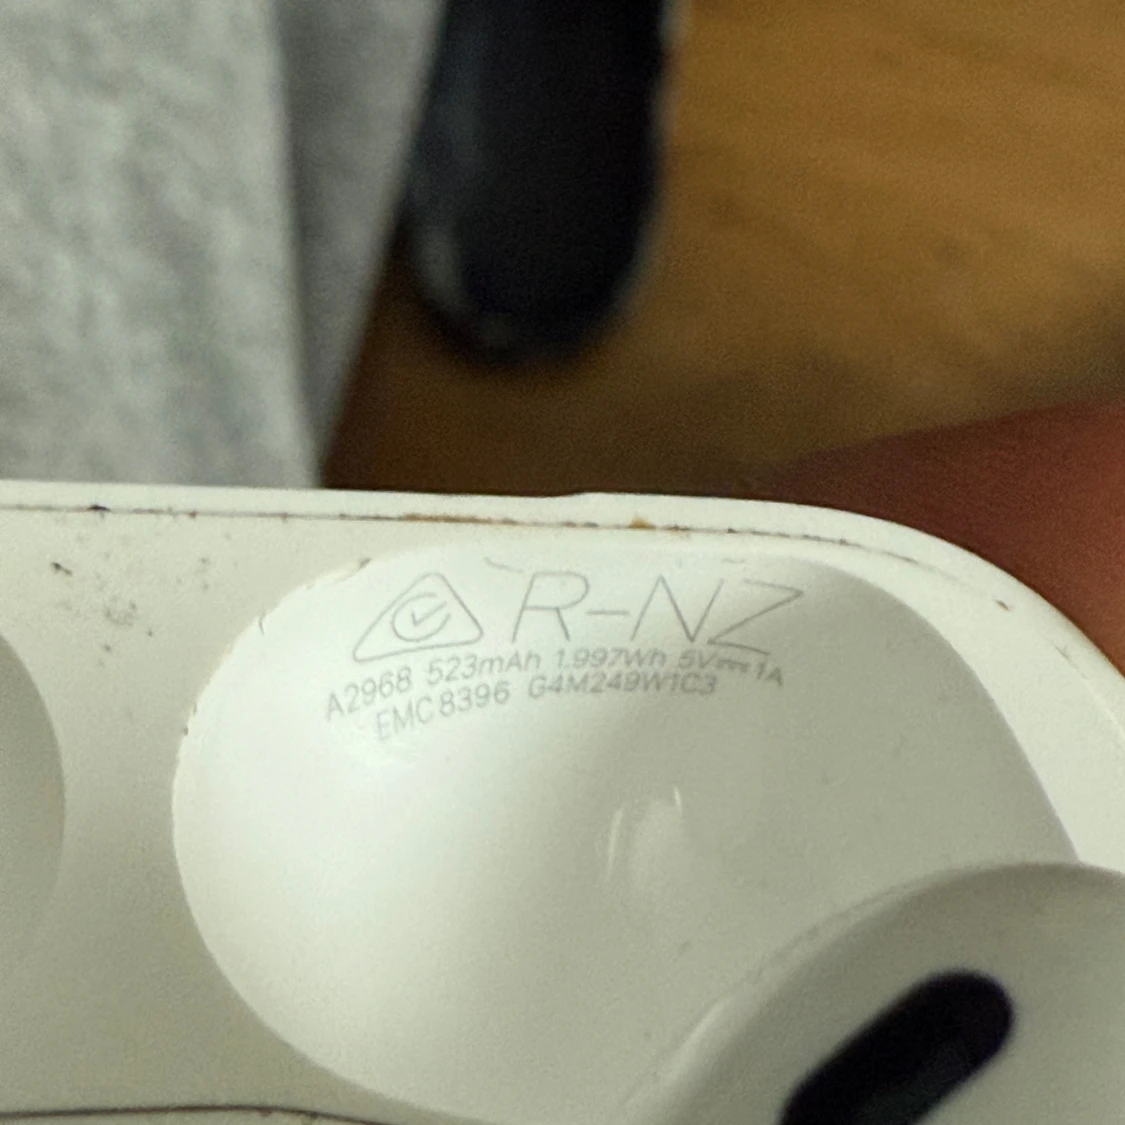 R-NZ
A2968 523mAh 1.997Wh 5V⎓1A
EMC 8396 G4M249W1C3